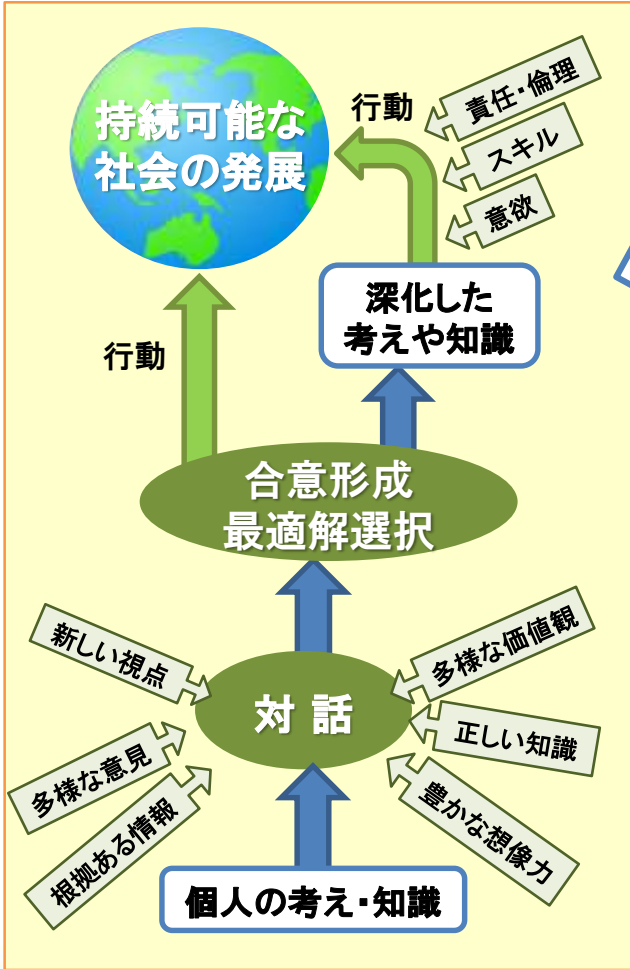 持続可能な
社会の発展
行動
責任・倫理
スキル
意欲
深化した
考えや知識
行動
合意形成
最適解選択
新しい視点
多様な価値観
対 話
正しい知識
多様な意見
根拠ある情報
豊かな想像力
個人の考え・知識